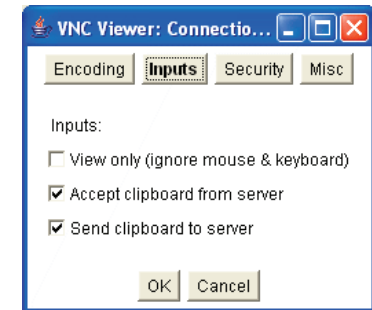 VNC Viewer: Connectio...
Encoding Inputs Security Misc
Inputs:
View only (ignore mouse & keyboard)
Accept clipboard from server
Send clipboard to server
OK Cancel